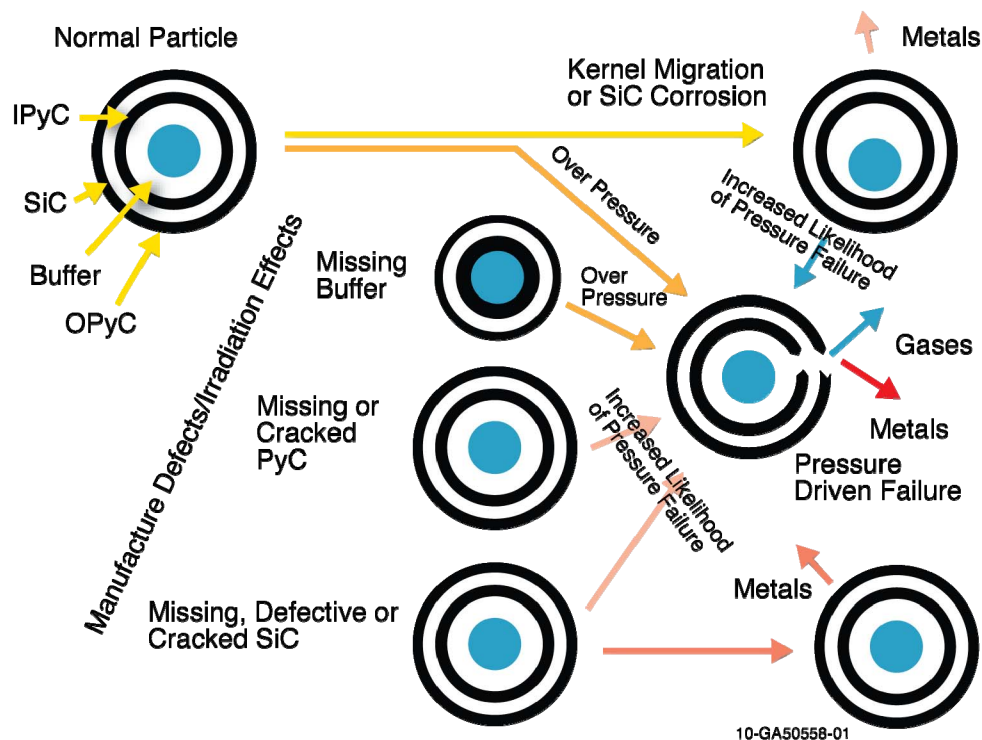 Normal Particle
IPyC
SiC
Buffer
OPyC
Manufacture Defects/Irradiation Effects
Kernel Migration
or SiC Corrosion
Metals
Over Pressure
Increased Likelihood
of Pressure Failure
Missing
Buffer
Over
Pressure
Gases
Metals
Pressure
Driven Failure
Missing or
Cracked
PyC
Increased Likelihood
of Pressure Failure
Missing, Defective or
Cracked SiC
Metals
10-GA50558-01